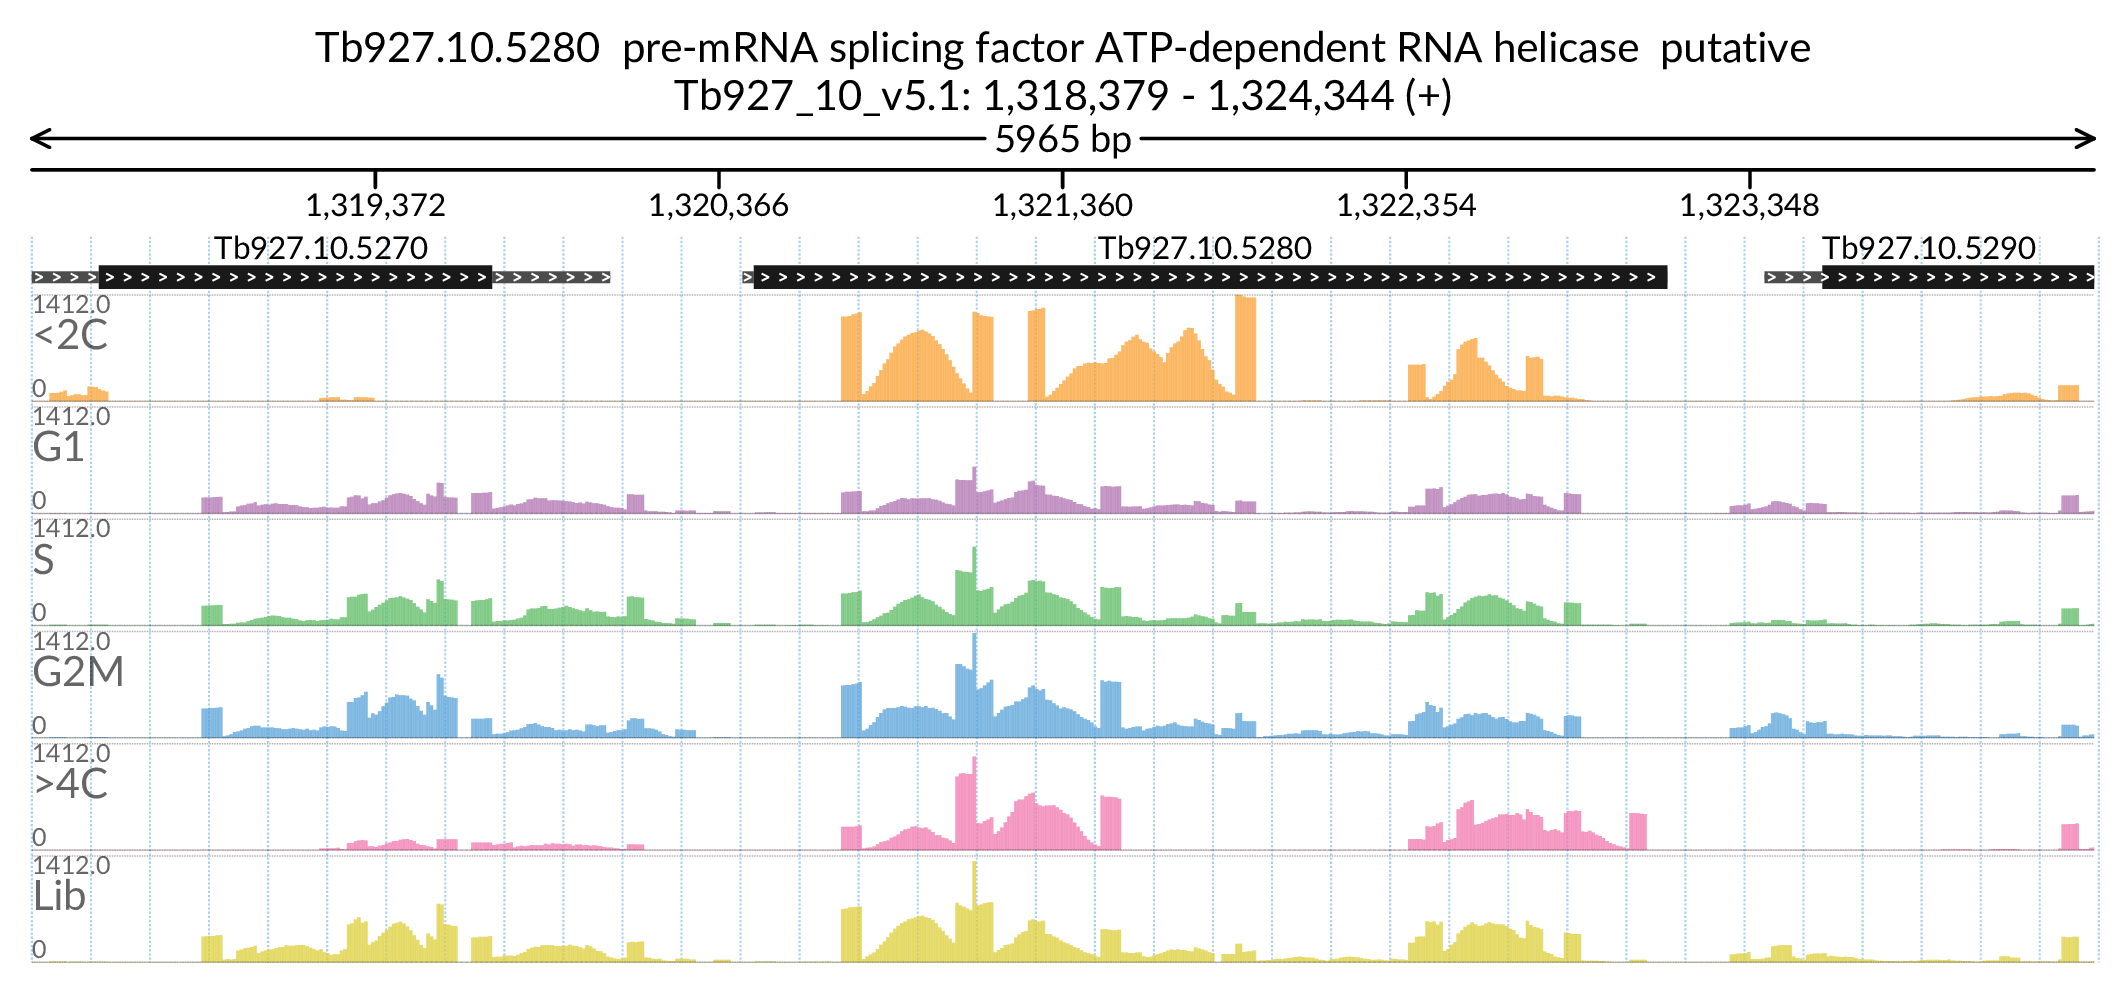 Tb927.10.5280  pre-mRNA splicing factor ATP-dependent RNA helicase  putative
Tb927_10_v5.1: 1,318,379 - 1,324,344 (+)
5965 bp
1,319,372 1,320,366 1,321,360 1,322,354 1,323,348
Tb927.10.5270 Tb927.10.5280 Tb927.10.5290
1412.0
<2C
0
1412.0
G1
0
1412.0
S
0
1412.0
G2M
0
1412.0
>4C
0
1412.0
Lib
0